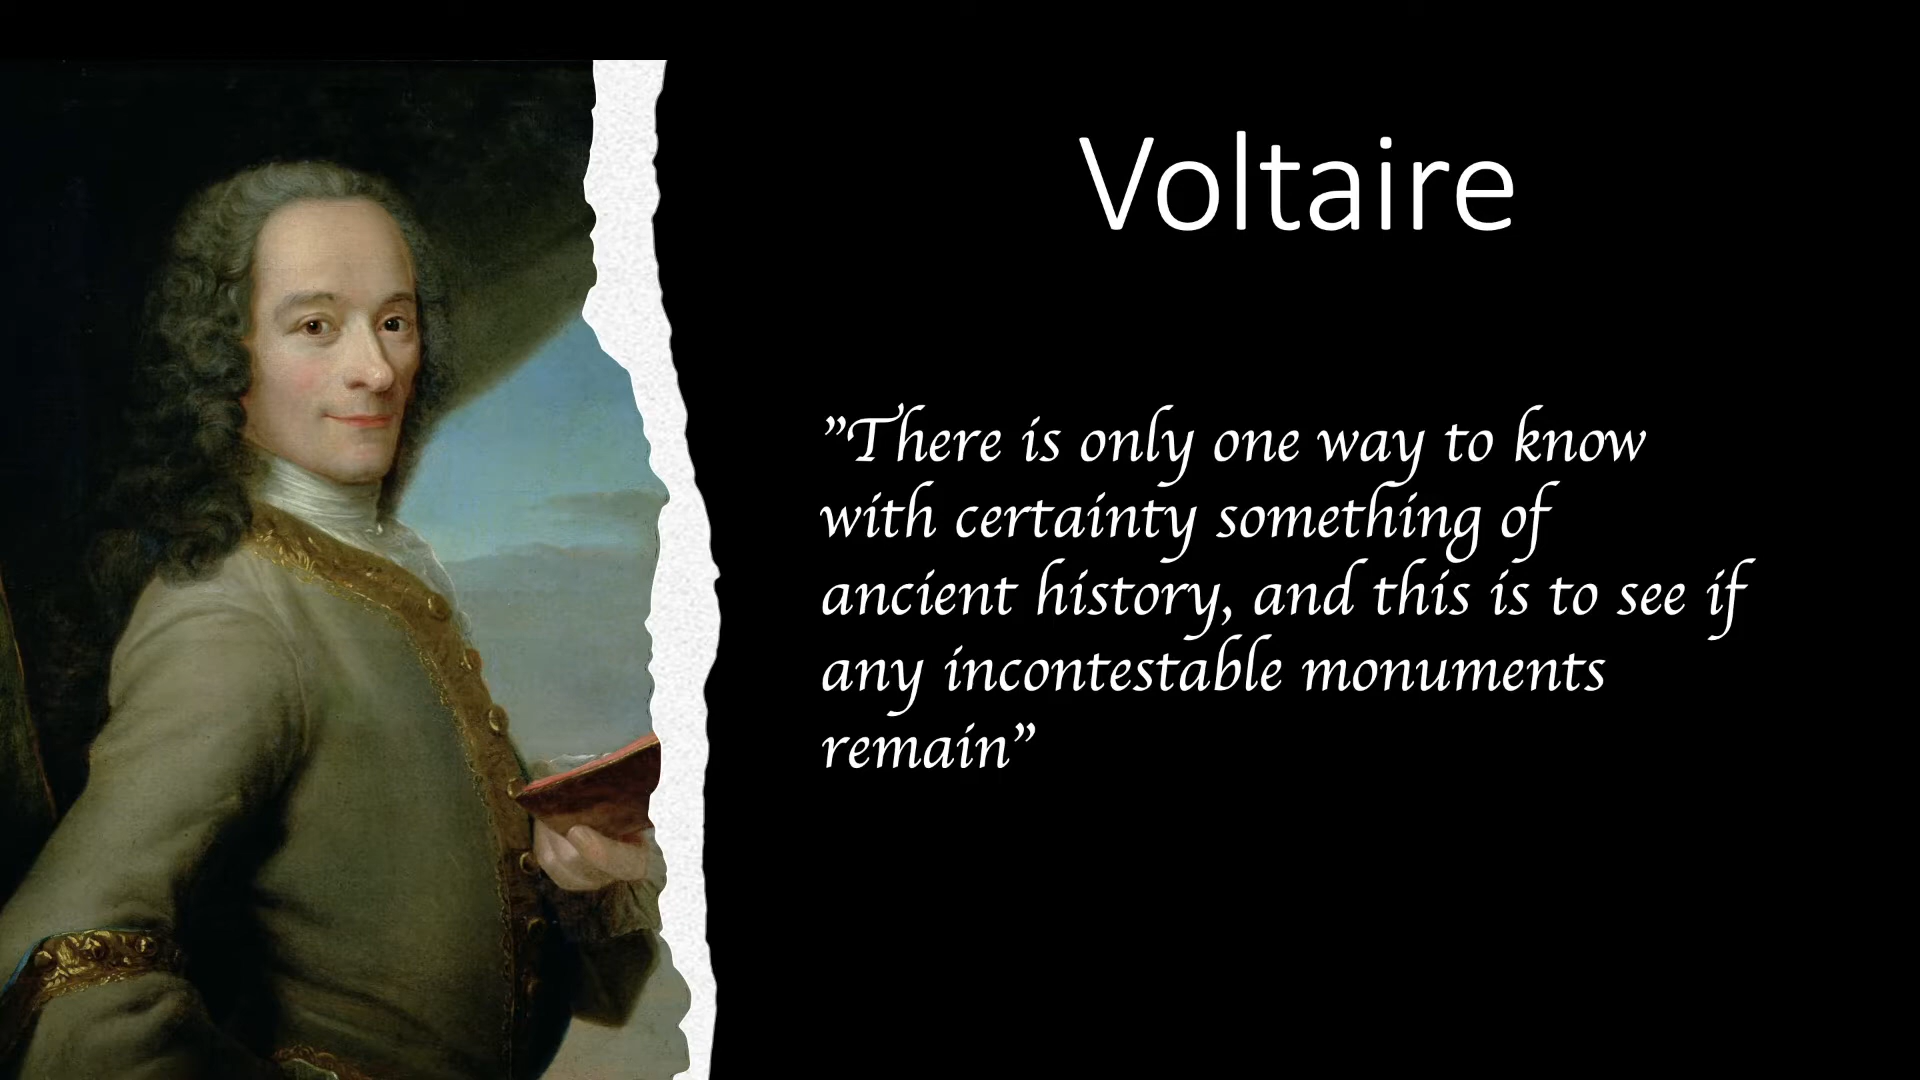 Voltaire
"There is only one way to know
with certainty something of
ancient history, and this is to see if
any incontestable monuments
remain"